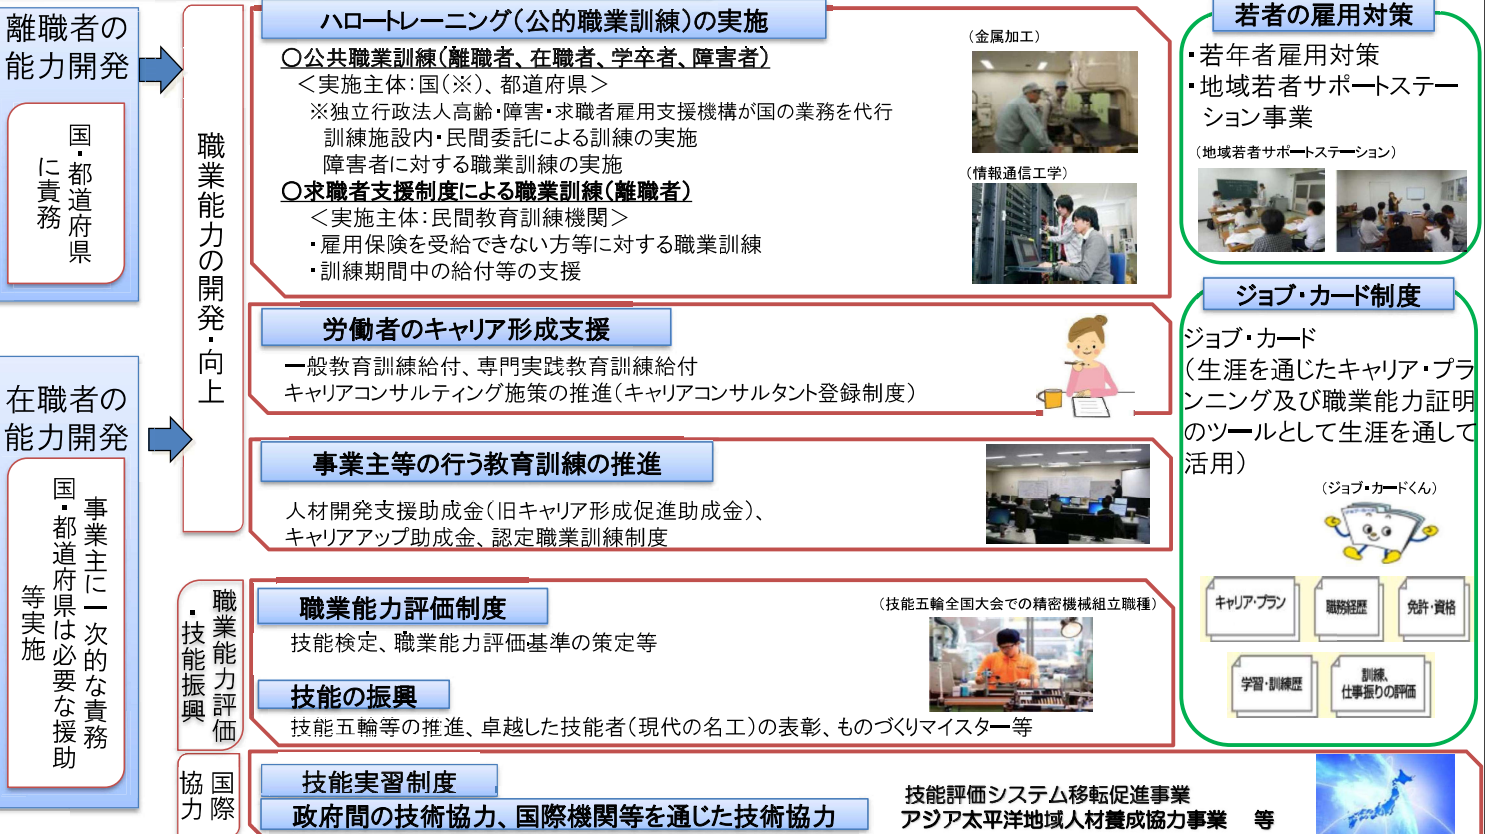 離職者の
能力開発
国・都道府県
に責務
在職者の
能力開発
事業主に一次的な責務
国・都道府県は必要な援助
等実施
職業能力の開発・向上
ハロートレーニング（公的職業訓練）の実施
〇公共職業訓練（離職者、在職者、学卒者、障害者）
＜実施主体：国（※）、都道府県＞
※独立行政法人高齢・障害・求職者雇用支援機構が国の業務を代行
訓練施設内・民間委託による訓練の実施
障害者に対する職業訓練の実施
〇求職者支援制度による職業訓練（離職者）
＜実施主体：民間教育訓練機関＞
・雇用保険を受給できない方等に対する職業訓練
・訓練期間中の給付等の支援
（金属加工）
（情報通信工学）
労働者のキャリア形成支援
一般教育訓練給付、専門実践教育訓練給付
キャリアコンサルティング施策の推進（キャリアコンサルタント登録制度）
事業主等の行う教育訓練の推進
人材開発支援助成金（旧キャリア形成促進助成金）、
キャリアアップ助成金、認定職業訓練制度
職業能力評価
・技能振興
職業能力評価制度
技能検定、職業能力評価基準の策定等
（技能五輪全国大会での精密機械組立職種）
技能の振興
技能五輪等の推進、卓越した技能者（現代の名工）の表彰、ものづくりマイスター等
国際
協力
技能実習制度
政府間の技術協力、国際機関等を通じた技術協力
技能評価システム移転促進事業
アジア太平洋地域人材養成協力事業　等
若者の雇用対策
・若年者雇用対策
・地域若者サポートステー
ション事業
（地域若者サポートステーション）
ジョブ・カード制度
ジョブ・カード
（生涯を通じたキャリア・プラ
ンニング及び職業能力証明
のツールとして生涯を通して
活用）
（ジョブ・カードくん）
キャリア・プラン
職務経歴
免許・資格
学習・訓練歴
訓練、
仕事振りの評価